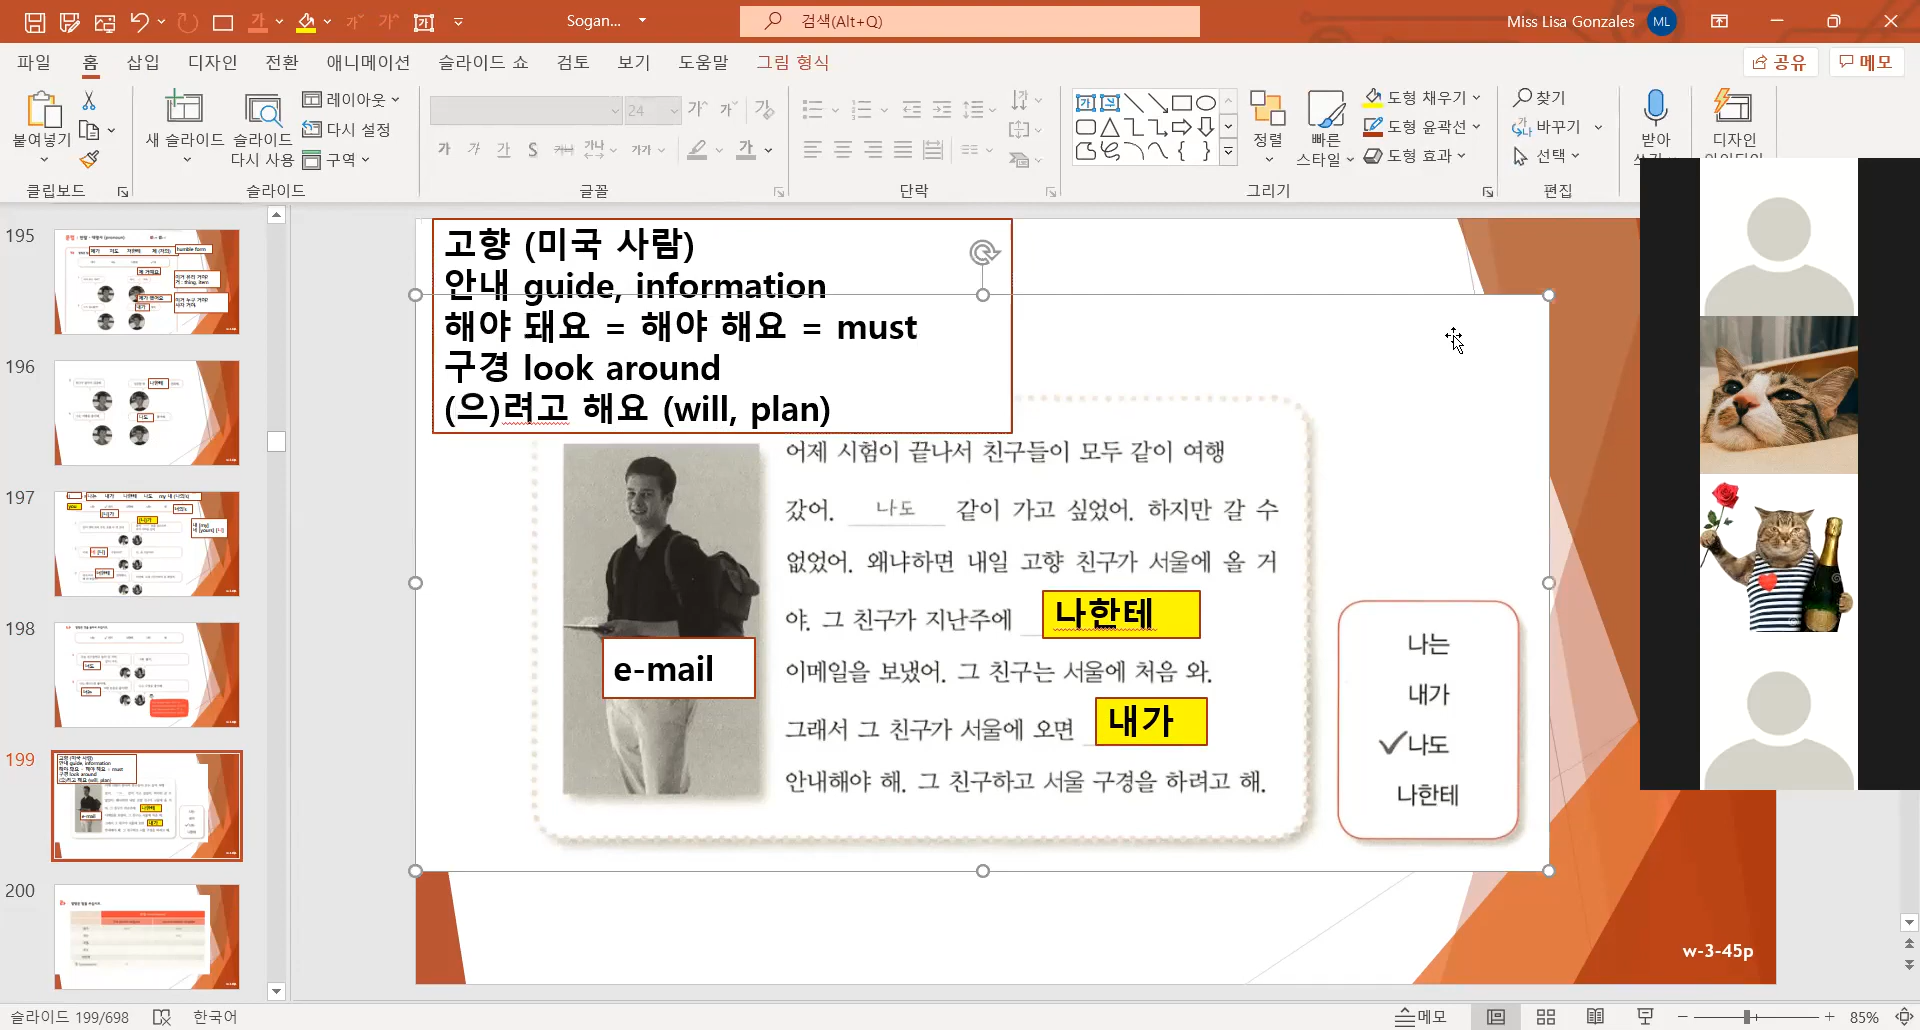 Sogan...
검색(Alt+Q)
Miss Lisa Gonzales
ML
파일
홈
삽입
디자인
전환
애니메이션
슬라이드 쇼
검토
보기
도움말
그림 형식
공유
메모
붙여넣기
클립보드
새 슬라이드
슬라이드 다시 사용
레이아웃
다시 설정
구역
슬라이드
24
글꼴
단락
정렬
빠른 스타일
도형 채우기
도형 윤곽선
도형 효과
그리기
찾기
바꾸기
선택
편집
받아
디자인
195
196
197
198
199
200
고향 (미국 사람)
안내 guide, information
해야 돼요 = 해야 해요 = must
구경 look around
(으)려고 해요 (will, plan)
어제 시험이 끝나서 친구들이 모두 같이 여행
갔어. 나도 같이 가고 싶었어. 하지만 갈 수
없었어. 왜냐하면 내일 고향 친구가 서울에 올 거
야. 그 친구가 지난주에 나한테
이메일을 보냈어. 그 친구는 서울에 처음 와.
그래서 그 친구가 서울에 오면 내가
안내해야 해. 그 친구하고 서울 구경을 하려고 해.
e-mail
나는
내가
나도
나한테
w-3-45p
슬라이드 199/698
한국어
메모
85%